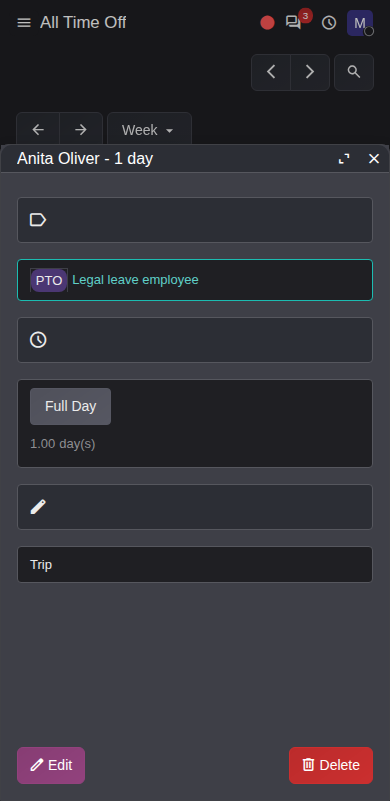 All Time Off
3
M
Week
Anita Oliver - 1 day
PTO Legal leave employee
Full Day
1.00 day(s)
Trip
Edit
Delete